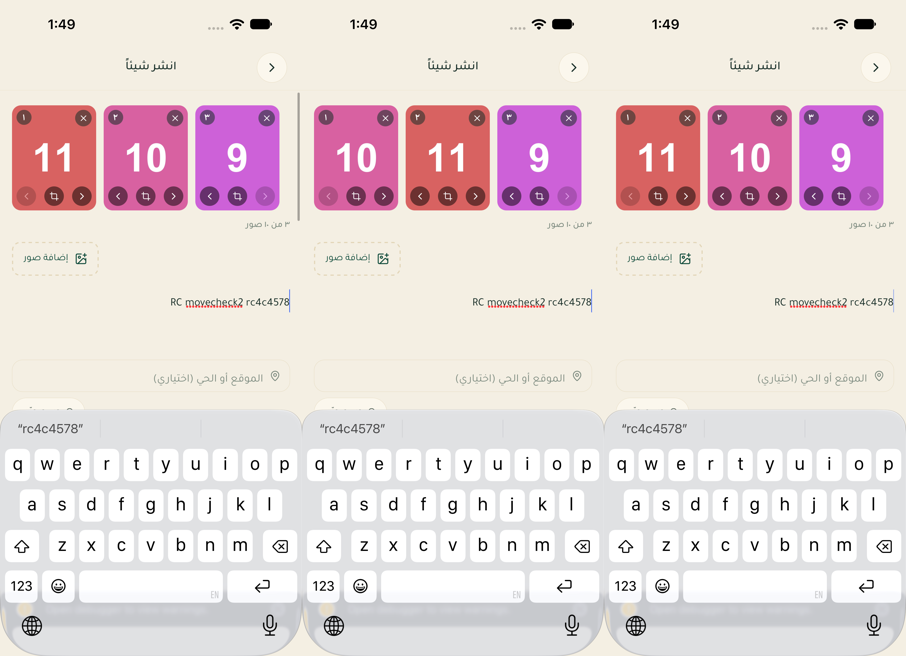 1:49
انشر شيئاً
١ ٢ ٣
11 10 9
٣ من ١٠ صور
إضافة صور
RC movecheck2 rc4c4578
الموقع أو الحي (اختياري)
“rc4c4578”
q w e r t y u i o p
a s d f g h j k l
z x c v b n m
123 EN
1:49
انشر شيئاً
١ ٢ ٣
10 11 9
٣ من ١٠ صور
إضافة صور
RC movecheck2 rc4c4578
الموقع أو الحي (اختياري)
“rc4c4578”
q w e r t y u i o p
a s d f g h j k l
z x c v b n m
123 EN
1:49
انشر شيئاً
١ ٢ ٣
11 10 9
٣ من ١٠ صور
إضافة صور
RC movecheck2 rc4c4578
الموقع أو الحي (اختياري)
“rc4c4578”
q w e r t y u i o p
a s d f g h j k l
z x c v b n m
123 EN